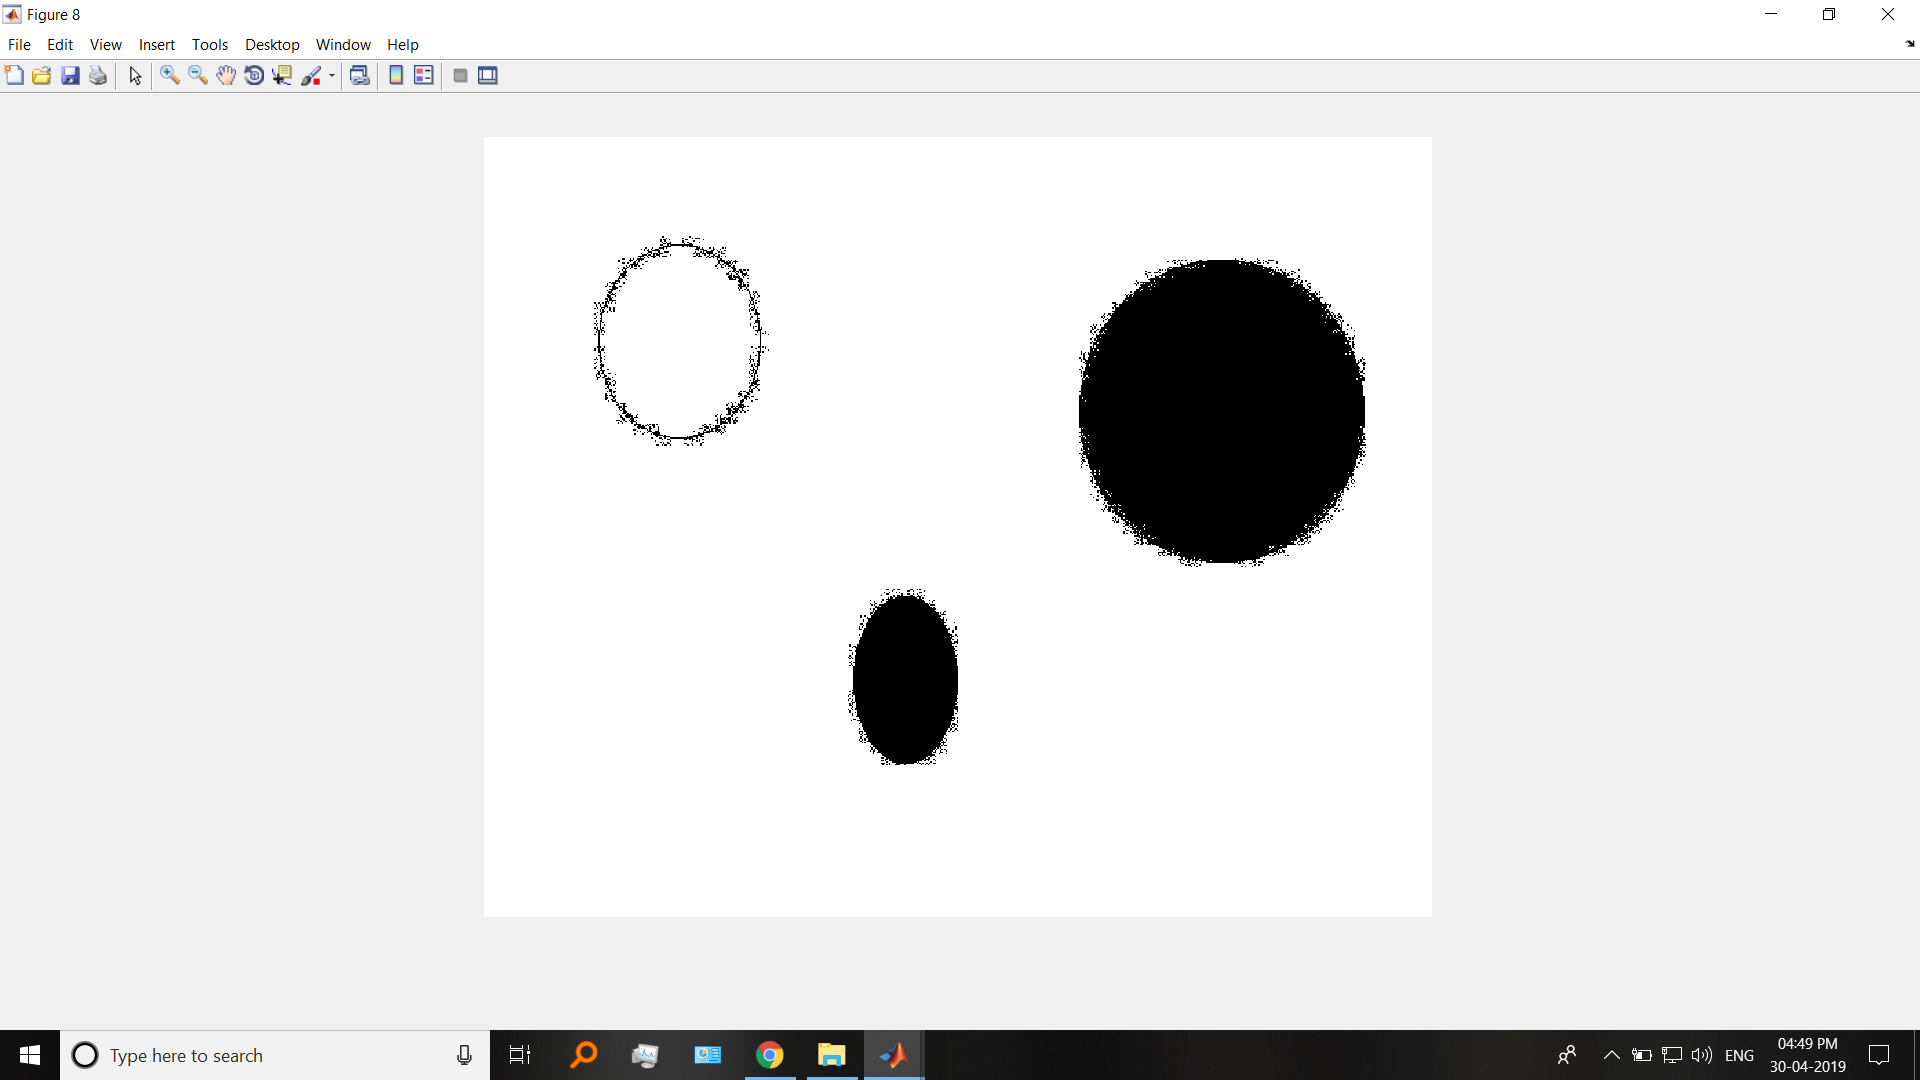 Figure 8
File Edit View Insert Tools Desktop Window Help
Type here to search
ENG
04:49 PM
30-04-2019